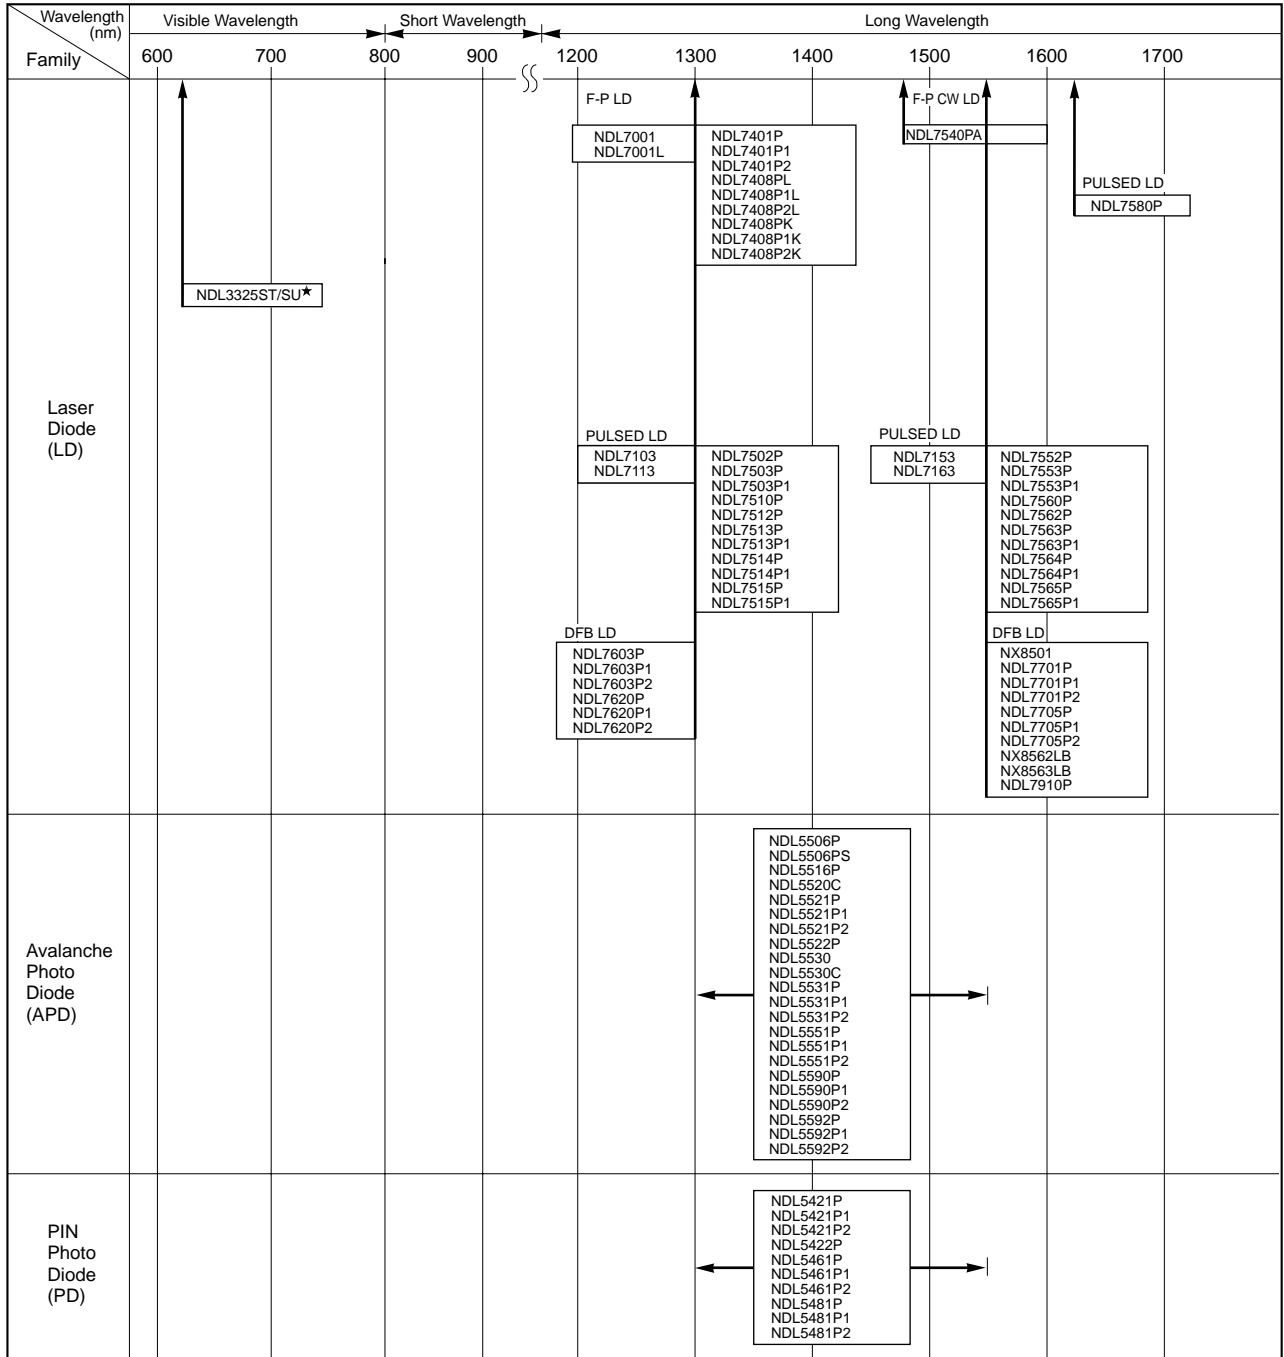 Wavelength
(nm)
Family
Visible Wavelength
Short Wavelength
Long Wavelength
600
700
800
900
1200
1300
1400
1500
1600
1700
Laser
Diode
(LD)
NDL3325ST/SU★
F-P LD
NDL7001
NDL7001L
NDL7401P
NDL7401P1
NDL7401P2
NDL7408PL
NDL7408P1L
NDL7408P2L
NDL7408PK
NDL7408P1K
NDL7408P2K
F-P CW LD
NDL7540PA
PULSED LD
NDL7580P
PULSED LD
NDL7103
NDL7113
NDL7502P
NDL7503P
NDL7503P1
NDL7510P
NDL7512P
NDL7513P
NDL7513P1
NDL7514P
NDL7514P1
NDL7515P
NDL7515P1
PULSED LD
NDL7153
NDL7163
NDL7552P
NDL7553P
NDL7553P1
NDL7560P
NDL7562P
NDL7563P
NDL7563P1
NDL7564P
NDL7564P1
NDL7565P
NDL7565P1
DFB LD
NDL7603P
NDL7603P1
NDL7603P2
NDL7620P
NDL7620P1
NDL7620P2
DFB LD
NX8501
NDL7701P
NDL7701P1
NDL7701P2
NDL7705P
NDL7705P1
NDL7705P2
NX8562LB
NX8563LB
NDL7910P
Avalanche
Photo
Diode
(APD)
NDL5506P
NDL5506PS
NDL5516P
NDL5520C
NDL5521P
NDL5521P1
NDL5521P2
NDL5522P
NDL5530
NDL5530C
NDL5531P
NDL5531P1
NDL5531P2
NDL5551P
NDL5551P1
NDL5551P2
NDL5590P
NDL5590P1
NDL5590P2
NDL5592P
NDL5592P1
NDL5592P2
PIN
Photo
Diode
(PD)
NDL5421P
NDL5421P1
NDL5421P2
NDL5422P
NDL5461P
NDL5461P1
NDL5461P2
NDL5481P
NDL5481P1
NDL5481P2